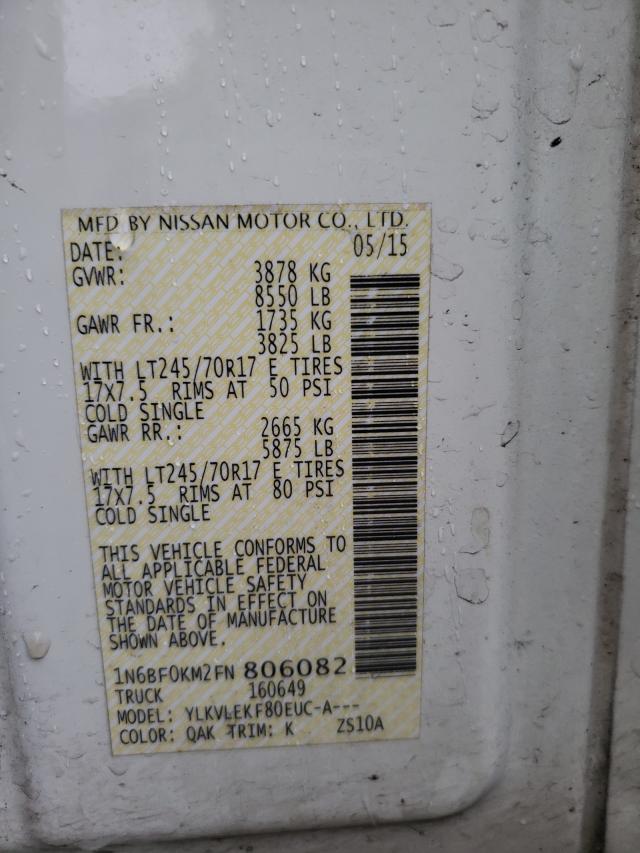 MFD BY NISSAN MOTOR CO., LTD.
DATE: 05/15
GVWR: 3878 KG
8550 LB
GAWR FR.: 1735 KG
3825 LB
WITH LT245/70R17 E TIRES
17X7.5 RIMS AT 50 PSI
COLD SINGLE
GAWR RR.: 2665 KG
5875 LB
WITH LT245/70R17 E TIRES
17X7.5 RIMS AT 80 PSI
COLD SINGLE
THIS VEHICLE CONFORMS TO
ALL APPLICABLE FEDERAL
MOTOR VEHICLE SAFETY
STANDARDS IN EFFECT ON
THE DATE OF MANUFACTURE
SHOWN ABOVE.
1N6BF0KM2FN 806082
TRUCK 160649
MODEL: YLKVLEKF80EUC-A---
COLOR: QAK TRIM: K ZS10A